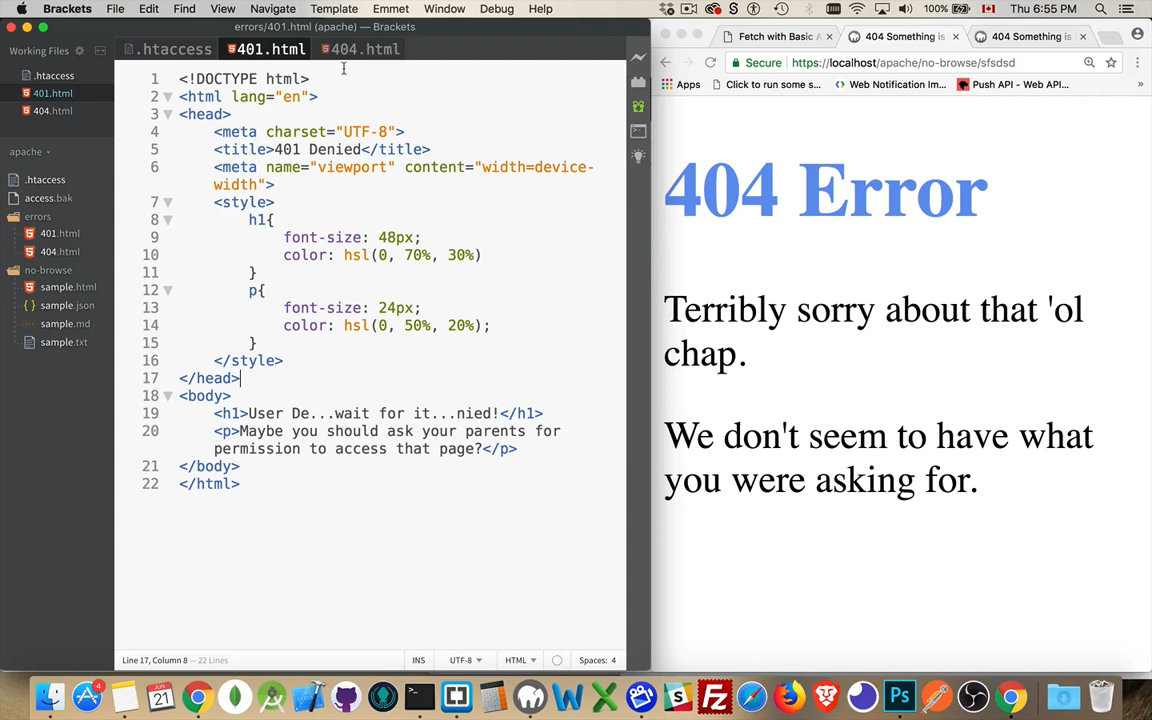 Brackets File Edit Find View Navigate Template Emmet Window Debug Help 100% Thu 6:55 PM
errors/401.html (apache) — Brackets
Working Files
.htaccess
401.html
404.html
apache
.htaccess
access.bak
errors
401.html
404.html
no-browse
sample.html
sample.json
sample.md
sample.txt
.htaccess 401.html 404.html
1 <!DOCTYPE html>
2 <html lang="en">
3 <head>
4 <meta charset="UTF-8">
5 <title>401 Denied</title>
6 <meta name="viewport" content="width=device-
width">
7 <style>
8 h1{
9 font-size: 48px;
10 color: hsl(0, 70%, 30%)
11 }
12 p{
13 font-size: 24px;
14 color: hsl(0, 50%, 20%);
15 }
16 </style>
17 </head>
18 <body>
19 <h1>User De...wait for it...nied!</h1>
20 <p>Maybe you should ask your parents for
permission to access that page?</p>
21 </body>
22 </html>
Line 17, Column 8 — 22 Lines INS UTF-8 HTML Spaces: 4
Fetch with Basic A 404 Something is 404 Something is
Secure https://localhost/apache/no-browse/sfsdsd
Apps Click to run some s... Web Notification Im... Push API - Web API...
404 Error
Terribly sorry about that 'ol
chap.
We don't seem to have what
you were asking for.
4
21